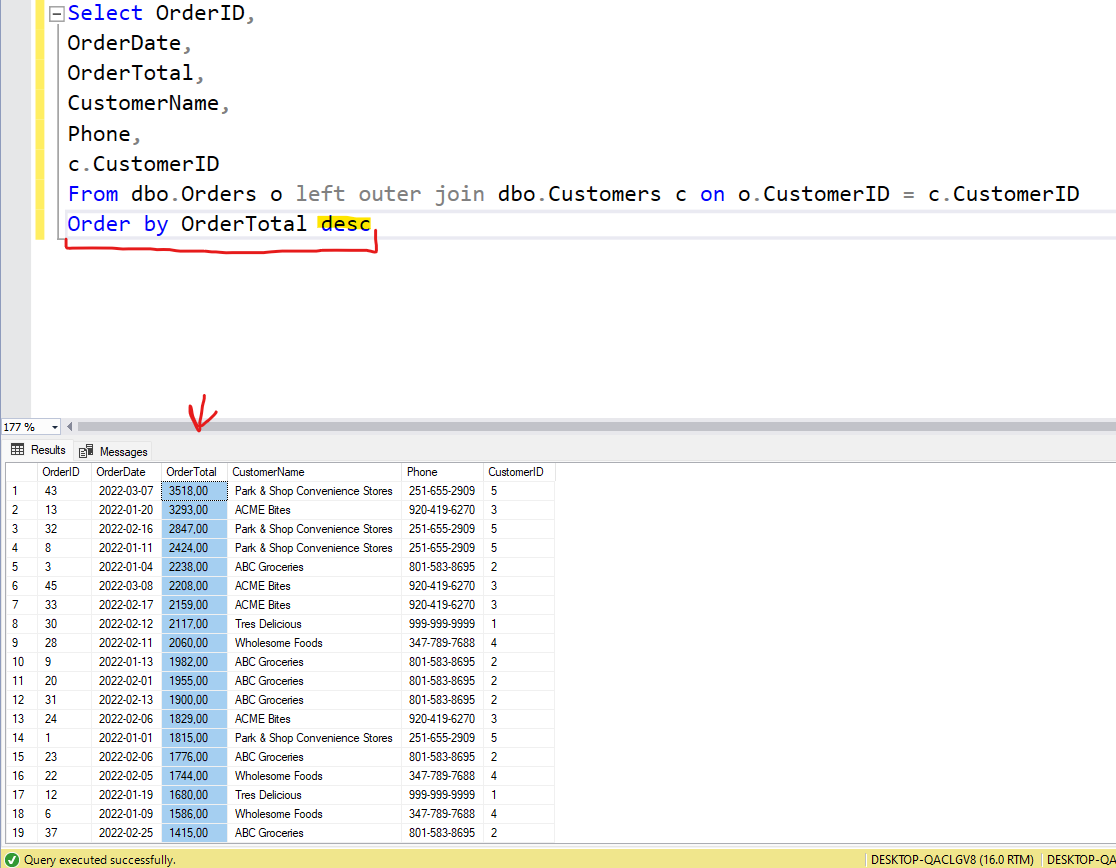 Select OrderID,
OrderDate,
OrderTotal,
CustomerName,
Phone,
c.CustomerID
From dbo.Orders o left outer join dbo.Customers c on o.CustomerID = c.CustomerID
Order by OrderTotal desc
177 %
Results Messages
OrderID OrderDate OrderTotal CustomerName Phone CustomerID
1 43 2022-03-07 3518,00 Park & Shop Convenience Stores 251-655-2909 5
2 13 2022-01-20 3293,00 ACME Bites 920-419-6270 3
3 32 2022-02-16 2847,00 Park & Shop Convenience Stores 251-655-2909 5
4 8 2022-01-11 2424,00 Park & Shop Convenience Stores 251-655-2909 5
5 3 2022-01-04 2238,00 ABC Groceries 801-583-8695 2
6 45 2022-03-08 2208,00 ACME Bites 920-419-6270 3
7 33 2022-02-17 2159,00 ACME Bites 920-419-6270 3
8 30 2022-02-12 2117,00 Tres Delicious 999-999-9999 1
9 28 2022-02-11 2060,00 Wholesome Foods 347-789-7688 4
10 9 2022-01-13 1982,00 ABC Groceries 801-583-8695 2
11 20 2022-02-01 1955,00 ABC Groceries 801-583-8695 2
12 31 2022-02-13 1900,00 ABC Groceries 801-583-8695 2
13 24 2022-02-06 1829,00 ACME Bites 920-419-6270 3
14 1 2022-01-01 1815,00 Park & Shop Convenience Stores 251-655-2909 5
15 23 2022-02-06 1776,00 ABC Groceries 801-583-8695 2
16 22 2022-02-05 1744,00 Wholesome Foods 347-789-7688 4
17 12 2022-01-19 1680,00 Tres Delicious 999-999-9999 1
18 6 2022-01-09 1586,00 Wholesome Foods 347-789-7688 4
19 37 2022-02-25 1415,00 ABC Groceries 801-583-8695 2
Query executed successfully. DESKTOP-QACLGV8 (16.0 RTM) DESKTOP-QA